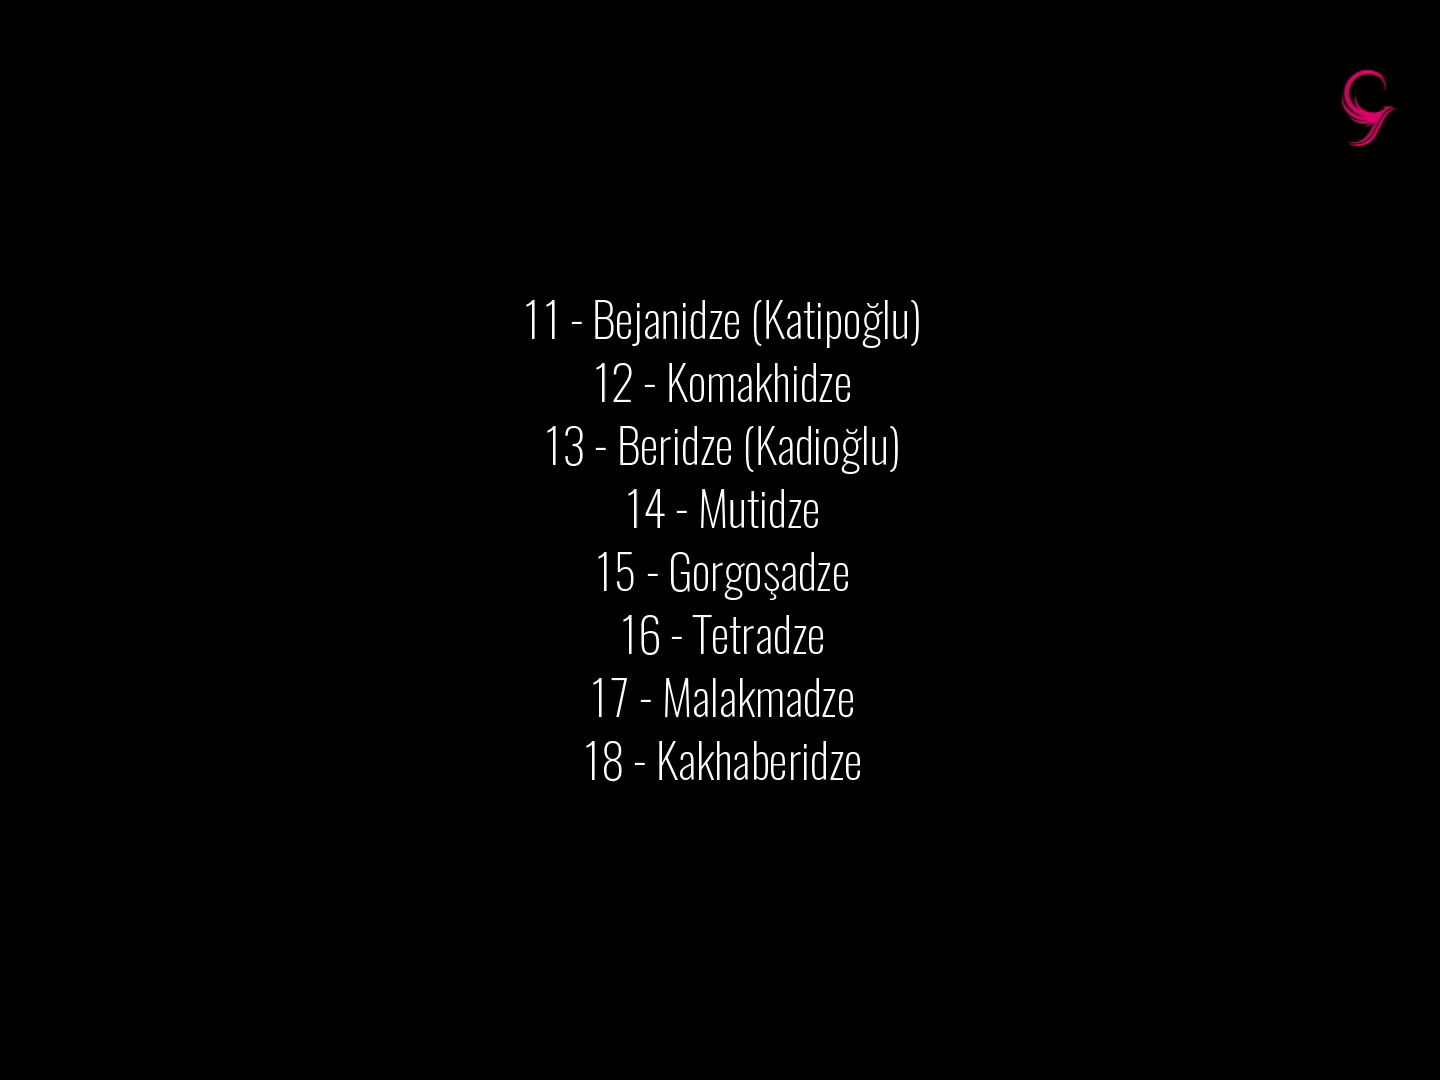 11 - Bejanidze (Katipoğlu)
12 - Komakhidze
13 - Beridze (Kadioğlu)
14 - Mutidze
15 - Gorgoşadze
16 - Tetradze
17 - Malakmadze
18 - Kakhaberidze